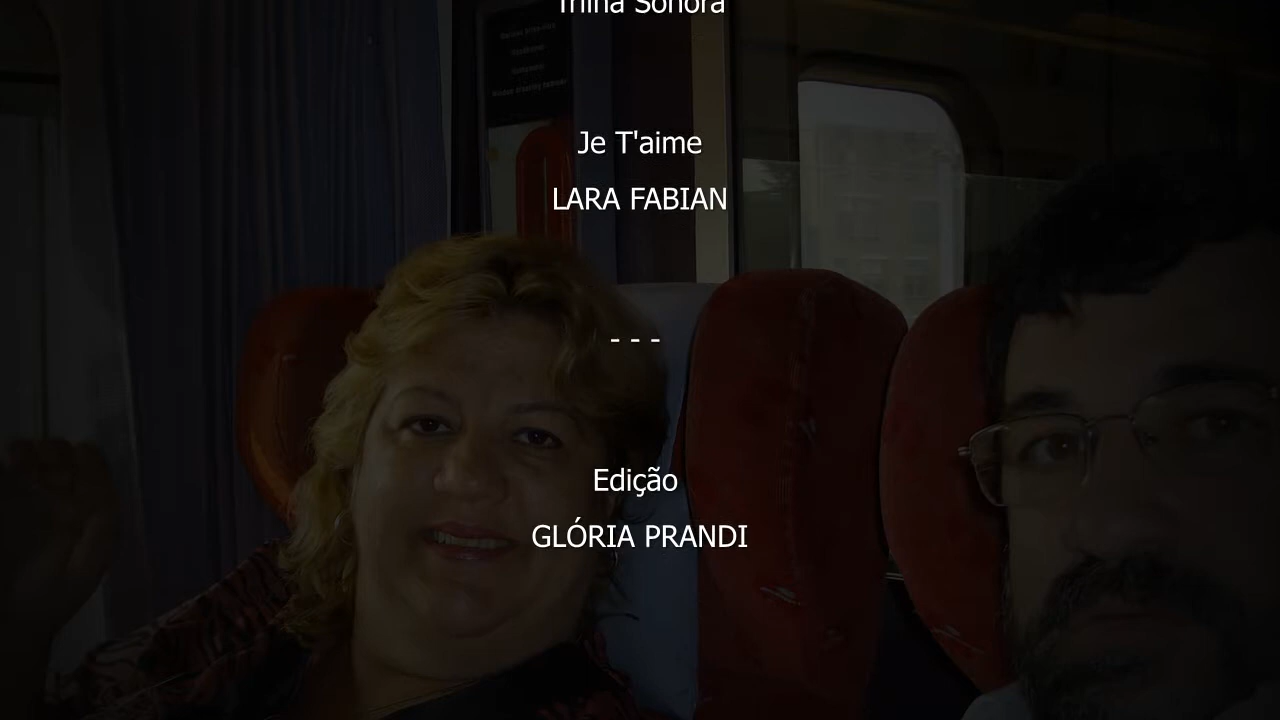 Trilha Sonora
Je T'aime
LARA FABIAN
- - -
Edição
GLÓRIA PRANDI